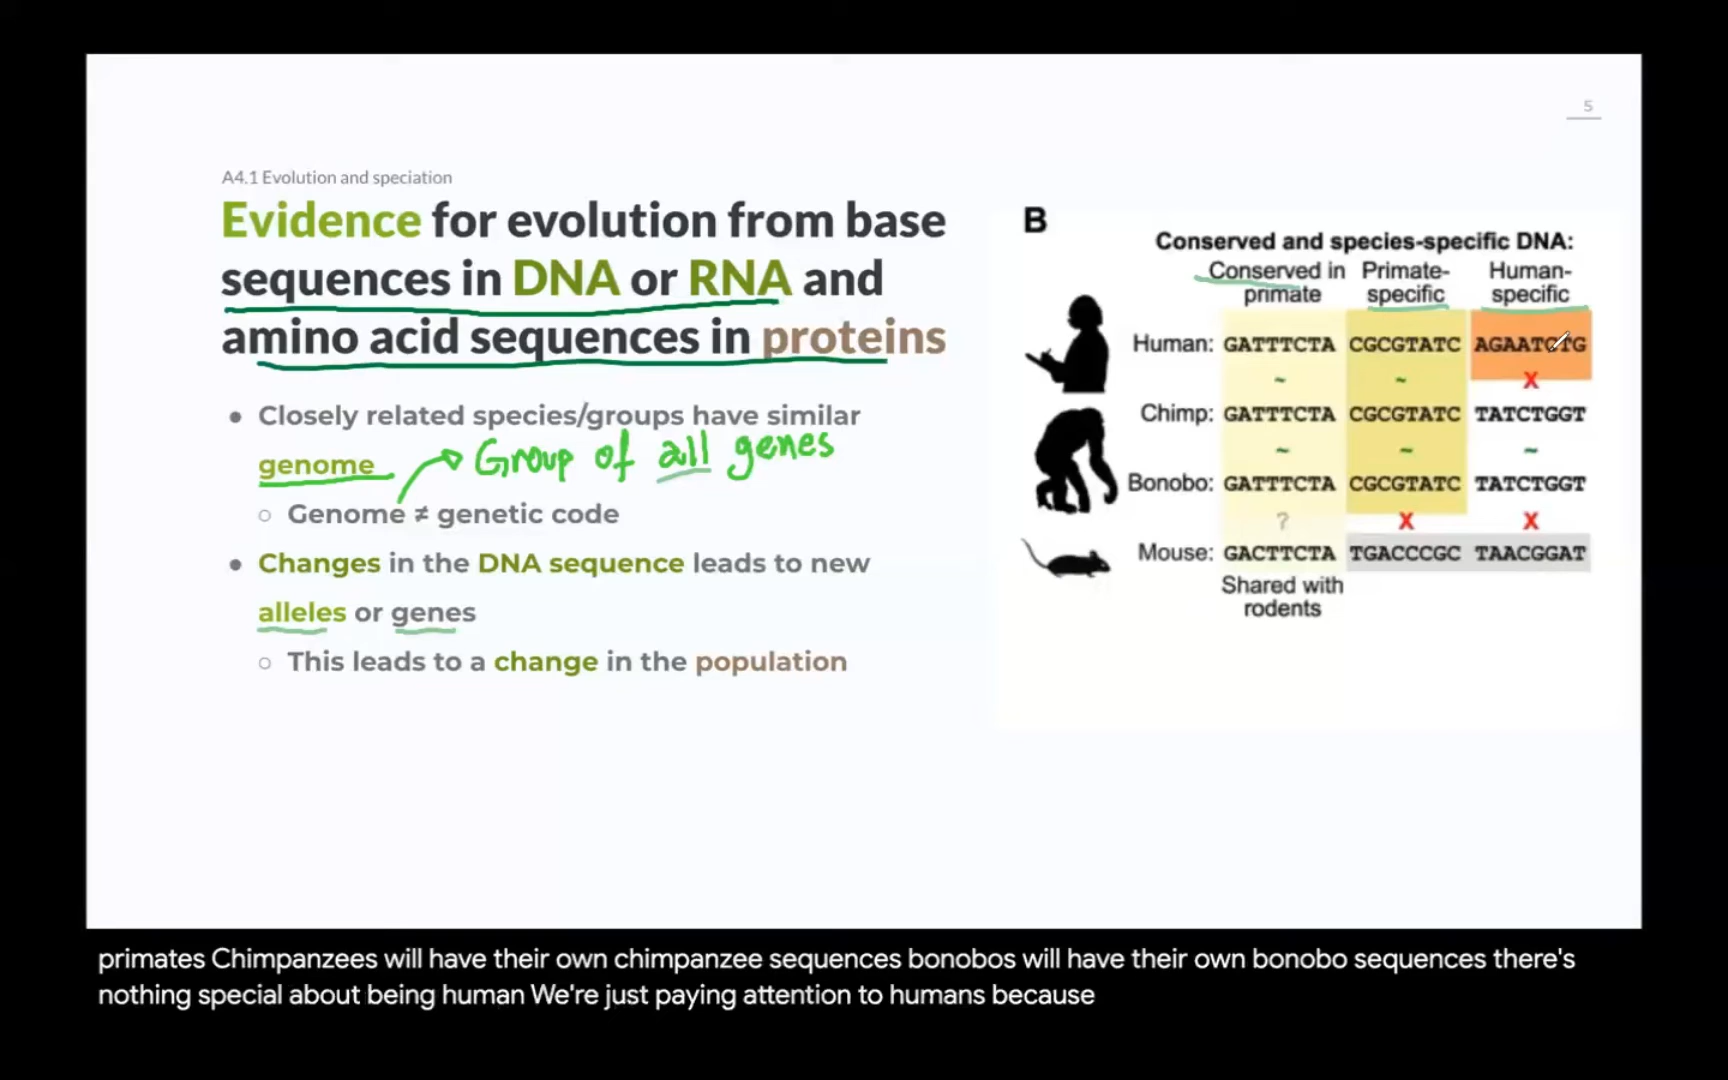 5
A4.1 Evolution and speciation
Evidence for evolution from base
sequences in DNA or RNA and
amino acid sequences in proteins
● Closely related species/groups have similar
genome
Group of all genes
○ Genome ≠ genetic code
● Changes in the DNA sequence leads to new
alleles or genes
○ This leads to a change in the population
B
Conserved and species-specific DNA:
Conserved in primate
Primate-specific
Human-specific
Human: GATTTCTA CGCGTATC AGAATCTG
~ ~ X
Chimp: GATTTCTA CGCGTATC TATCTGGT
~ ~ ~
Bonobo: GATTTCTA CGCGTATC TATCTGGT
? X X
Mouse: GACTTCTA TGACCCGC TAACGGAT
Shared with
rodents
primates Chimpanzees will have their own chimpanzee sequences bonobos will have their own bonobo sequences there's
nothing special about being human We're just paying attention to humans because